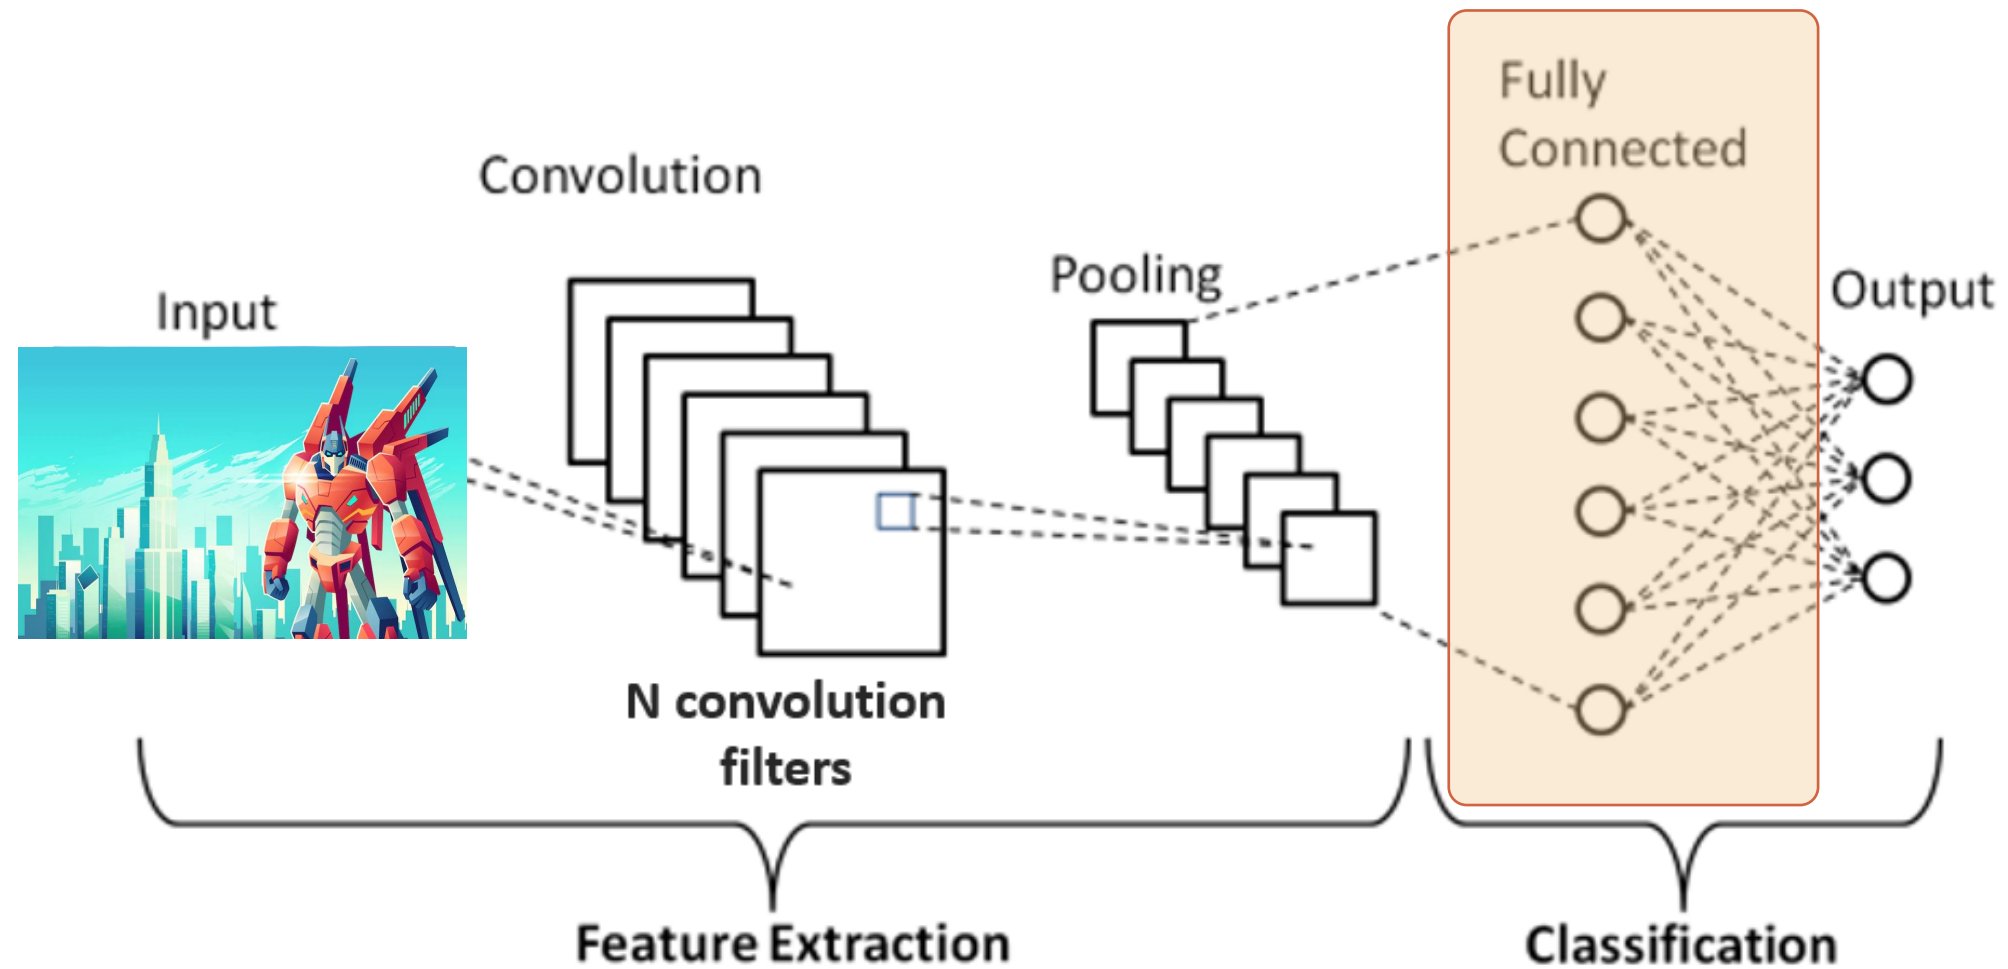 Input
Convolution
N convolution
filters
Pooling
Fully
Connected
Output
Feature Extraction
Classification